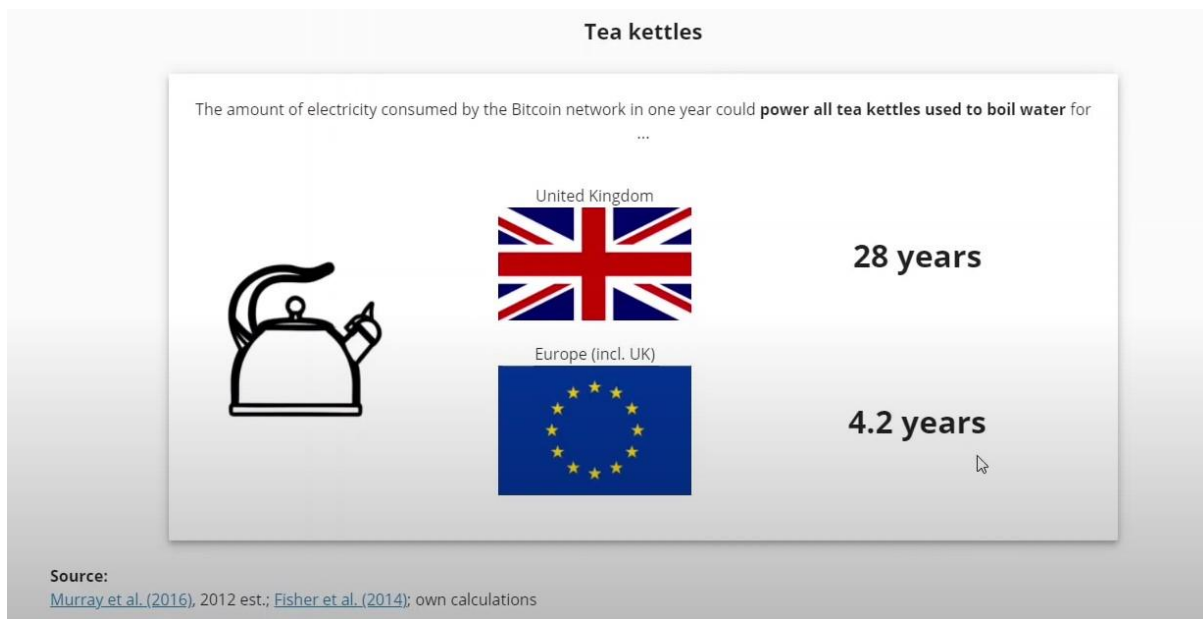 Tea kettles
The amount of electricity consumed by the Bitcoin network in one year could power all tea kettles used to boil water for
...
United Kingdom
28 years
Europe (incl. UK)
4.2 years
Source:
Murray et al. (2016), 2012 est.; Fisher et al. (2014); own calculations